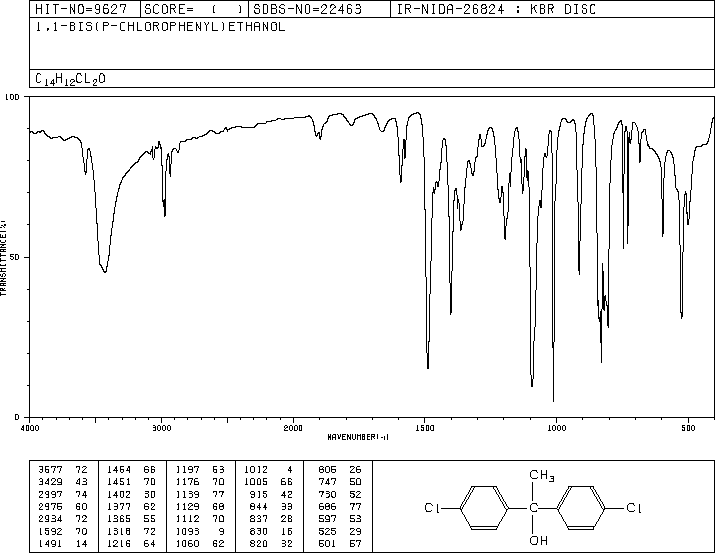 HIT-NO=9627 SCORE= ( ) SDBS-NO=22463 IR-NIDA-26824 : KBR DISC
1,1-BIS(P-CHLOROPHENYL)ETHANOL
C14H12CL2O
100
50
0
TRANSMITTANCE(%)
4000 3000 2000 1500 1000 500
WAVENUMBER(-1)
3577 72 1464 66 1197 53 1012 4 806 26
3429 43 1451 70 1176 70 1005 66 747 50
2997 74 1402 30 1139 77 915 42 730 52
2975 60 1377 62 1129 68 844 39 686 77
2934 72 1365 55 1112 70 837 28 597 53
1592 70 1318 72 1093 9 830 16 525 29
1491 14 1216 64 1060 62 820 32 501 57
CH3
Cl C Cl
OH